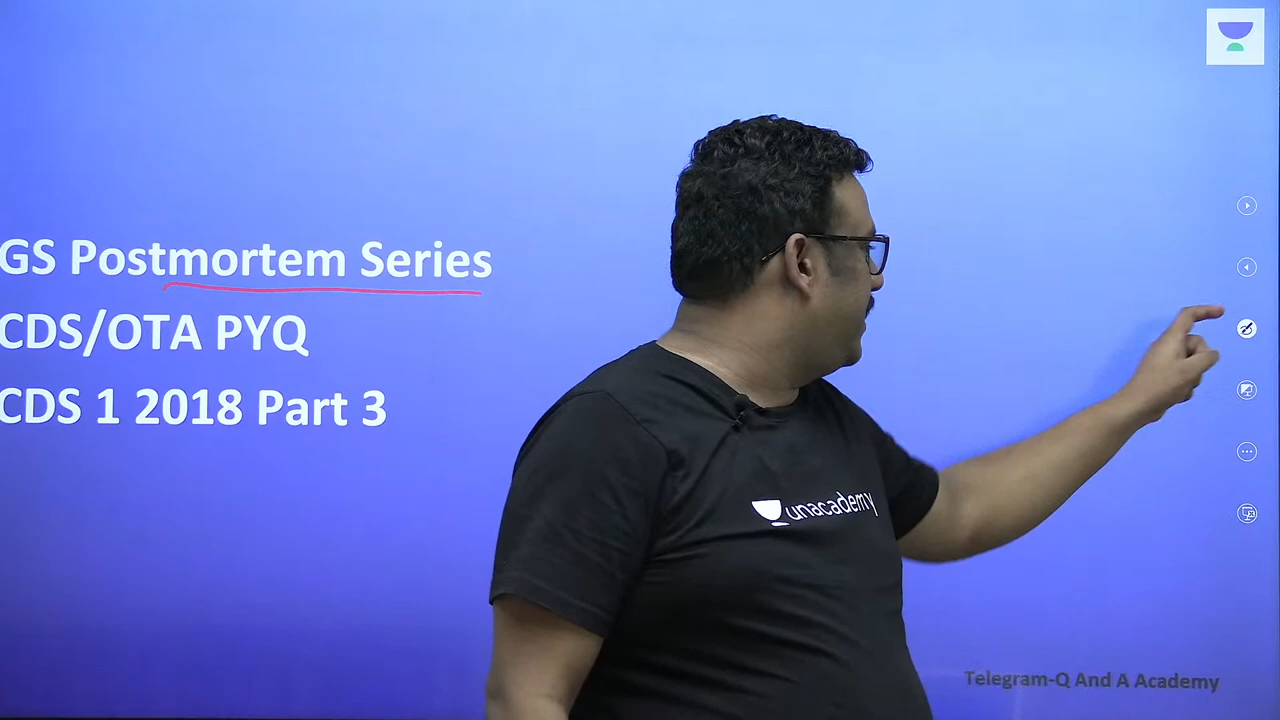 GS Postmortem Series
CDS/OTA PYQ
CDS 1 2018 Part 3
unacademy
Telegram-Q And A Academy